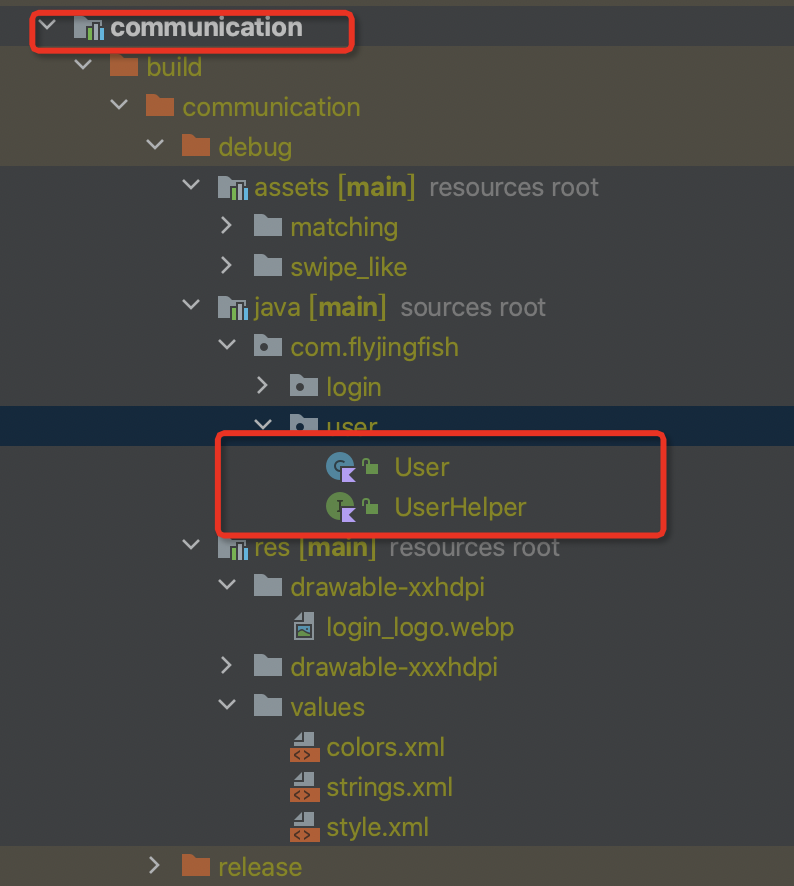 communication
build
communication
debug
assets [main] resources root
matching
swipe_like
java [main] sources root
com.flyjingfish
login
user
User
UserHelper
res [main] resources root
drawable-xxhdpi
login_logo.webp
drawable-xxxhdpi
values
colors.xml
strings.xml
style.xml
release